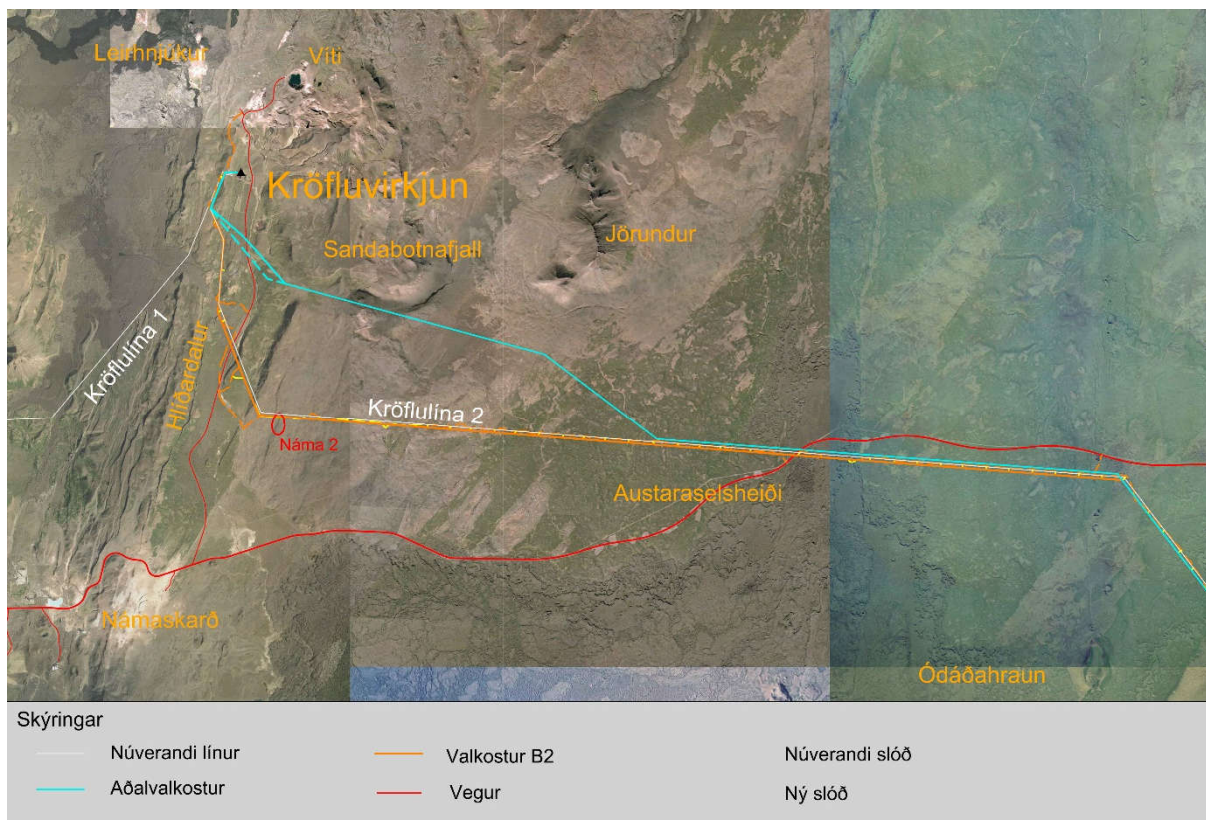 Leirhnjúkur
Víti
Kröfluvirkjun
Sandabotnafjall
Jörundur
Kröflulína 1
Hlíðardalur
Kröflulína 2
Náma 2
Austaraselsheiði
Námaskarð
Ódáðahraun
Skýringar
Núverandi línur
Valkostur B2
Núverandi slóð
Aðalvalkostur
Vegur
Ný slóð